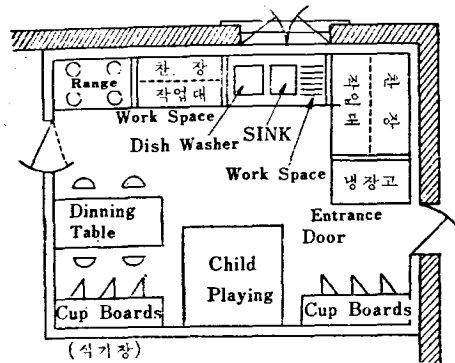 Range
찬장
작업대
Work Space
Dish Washer
SINK
Work Space
작업대
찬장
냉장고
Dinning
Table
Entrance
Door
Child
Playing
Cup Boards
Cup Boards
(식기장)